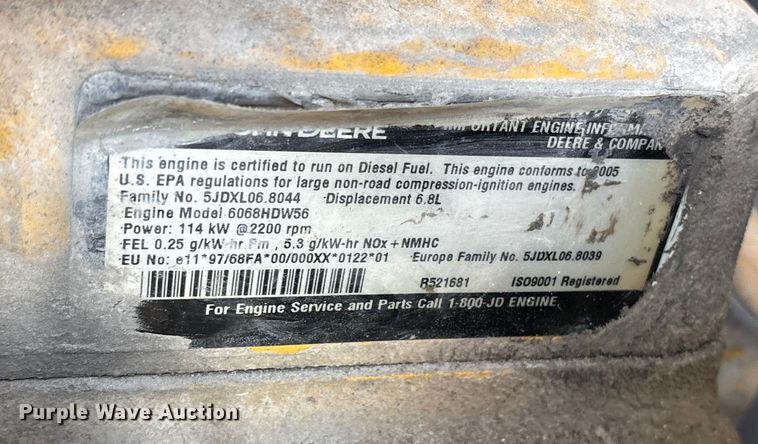 DEERE
IMPORTANT ENGINE
DEERE &
This engine is certified to run on Diesel Fuel. This engine conforms to 2005
U.S. EPA regulations for large non-road compression-ignition engines.
Family No. 5JDXL06.8044 Displacement 6.8L
Engine Model 6068HDW56
Power: 114 kW @ 2200 rpm
FEL 0.25 g/kW-hr Pm , 5.3 g/kW-hr NOx + NMHC
EU No: e11*97/68FA*00/000XX*0122*01 Europe Family No. 5JDXL06.8039
R521681 ISO9001 Registered
For Engine Service and Parts Call 1-800-JD ENGINE.
Purple Wave Auction